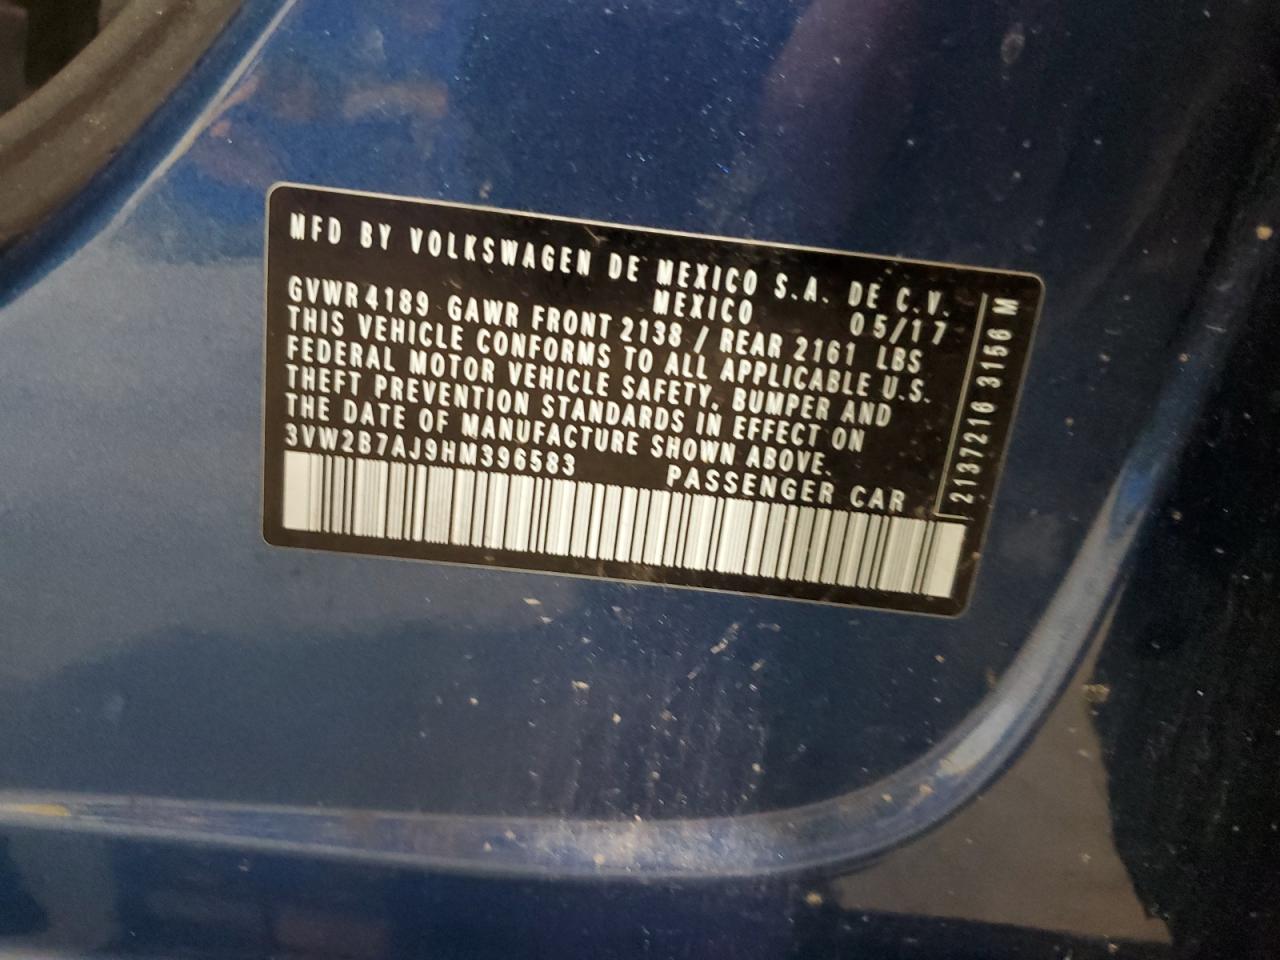 MFD BY VOLKSWAGEN DE MEXICO S.A. DE C.V.
MEXICO 05/17
GVWR 4189 GAWR FRONT 2138 / REAR 2161 LBS
THIS VEHICLE CONFORMS TO ALL APPLICABLE U.S.
FEDERAL MOTOR VEHICLE SAFETY, BUMPER AND
THEFT PREVENTION STANDARDS IN EFFECT ON
THE DATE OF MANUFACTURE SHOWN ABOVE.
3VW2B7AJ9HM396583 PASSENGER CAR
2137216 3156 M